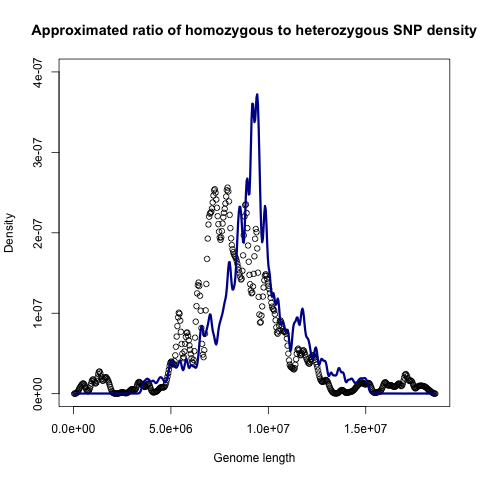 Approximated ratio of homozygous to heterozygous SNP density
Density
4e-07
3e-07
2e-07
1e-07
0e+00
0.0e+00 5.0e+06 1.0e+07 1.5e+07
Genome length